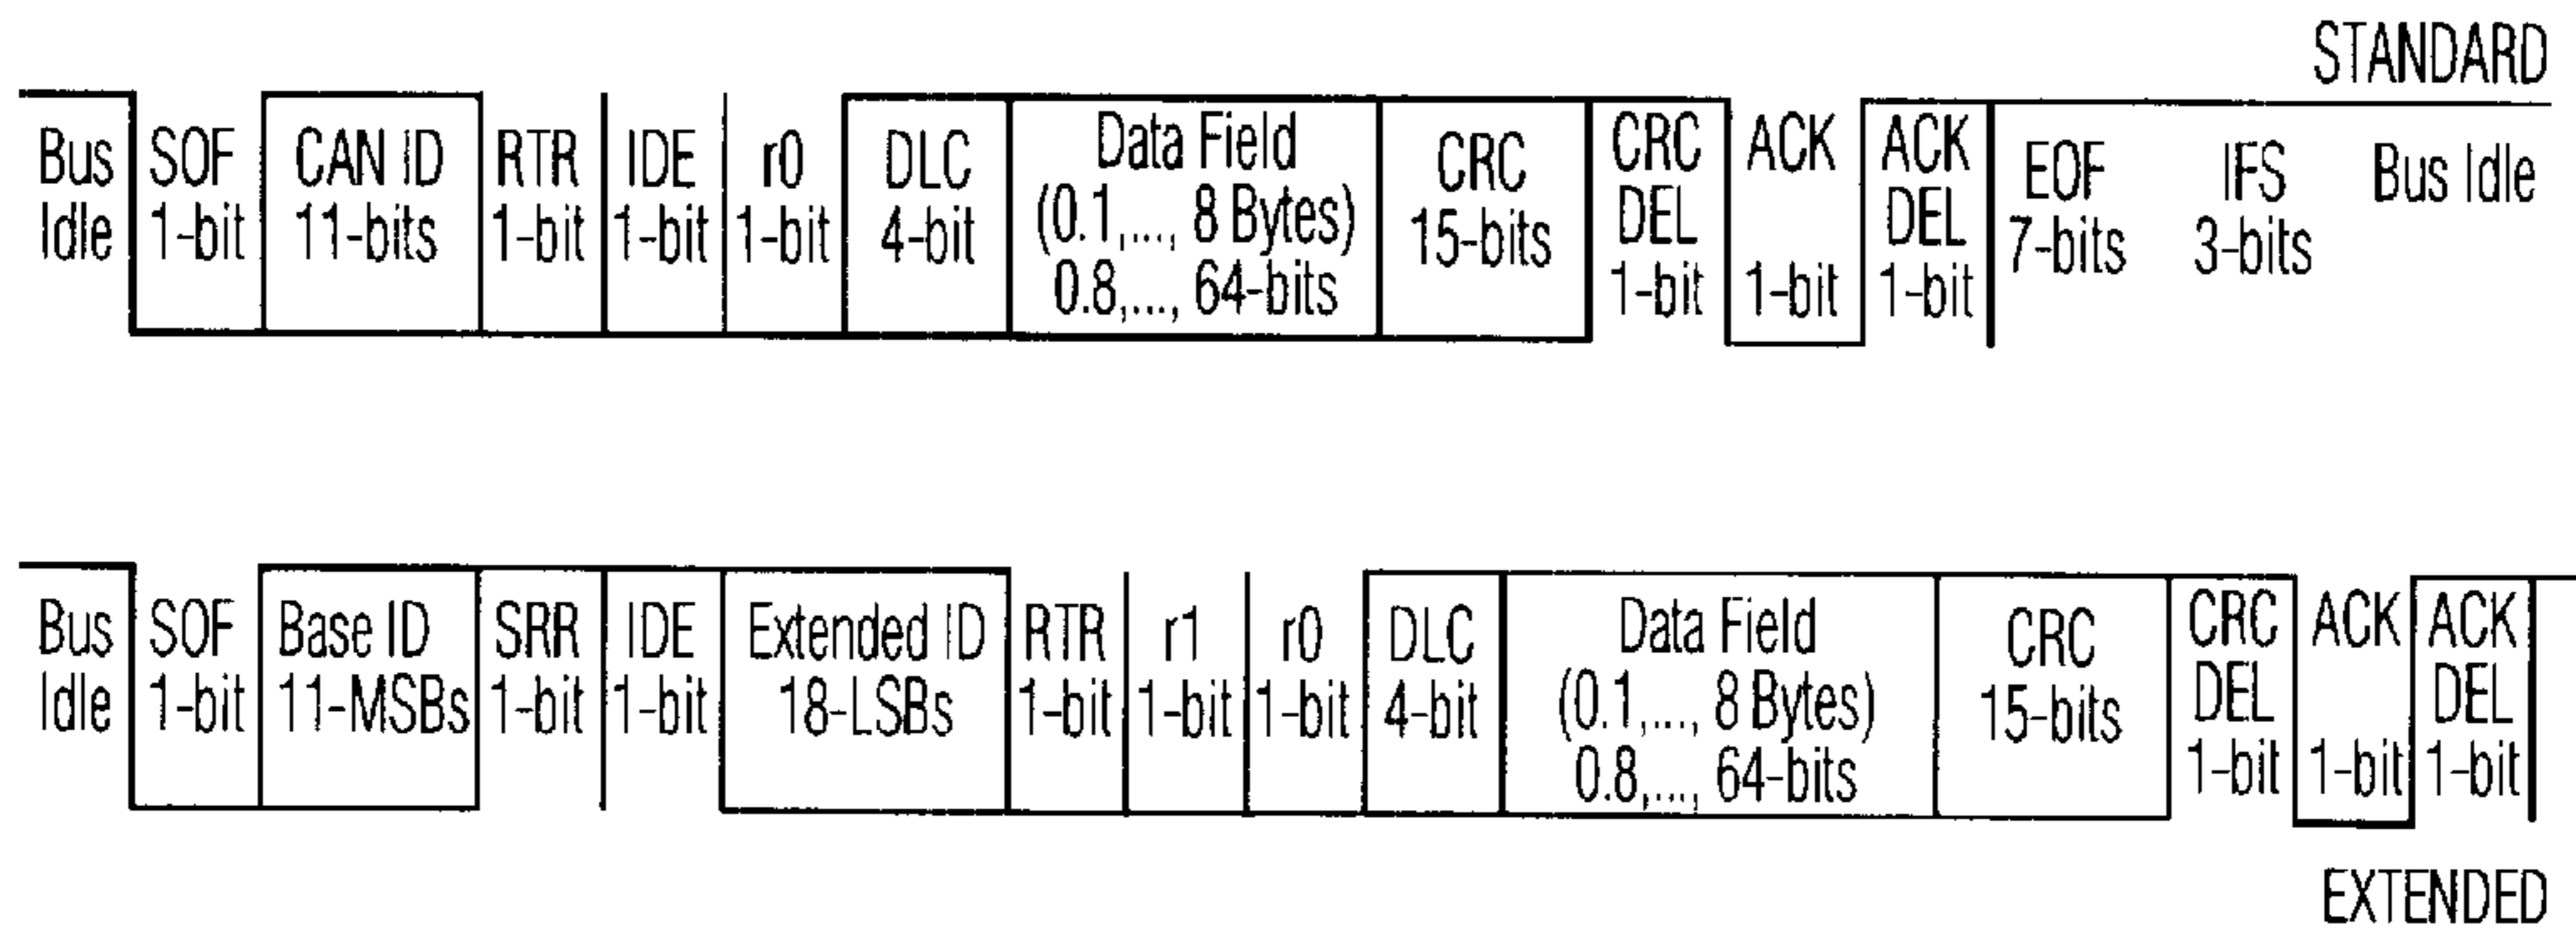 STANDARD
Bus Idle
SOF
1-bit
CAN ID
11-bits
RTR
1-bit
IDE
1-bit
r0
1-bit
DLC
4-bit
Data Field
(0.1,..., 8 Bytes)
0.8,..., 64-bits
CRC
15-bits
CRC
DEL
1-bit
ACK
1-bit
ACK
DEL
1-bit
EOF
7-bits
IFS
3-bits
Bus Idle
Bus
Idle
SOF
1-bit
Base ID
11-MSBs
SRR
1-bit
IDE
1-bit
Extended ID
18-LSBs
RTR
1-bit
r1
1-bit
r0
1-bit
DLC
4-bit
Data Field
(0.1,..., 8 Bytes)
0.8,..., 64-bits
CRC
15-bits
CRC
DEL
1-bit
ACK
1-bit
ACK
DEL
1-bit
EXTENDED